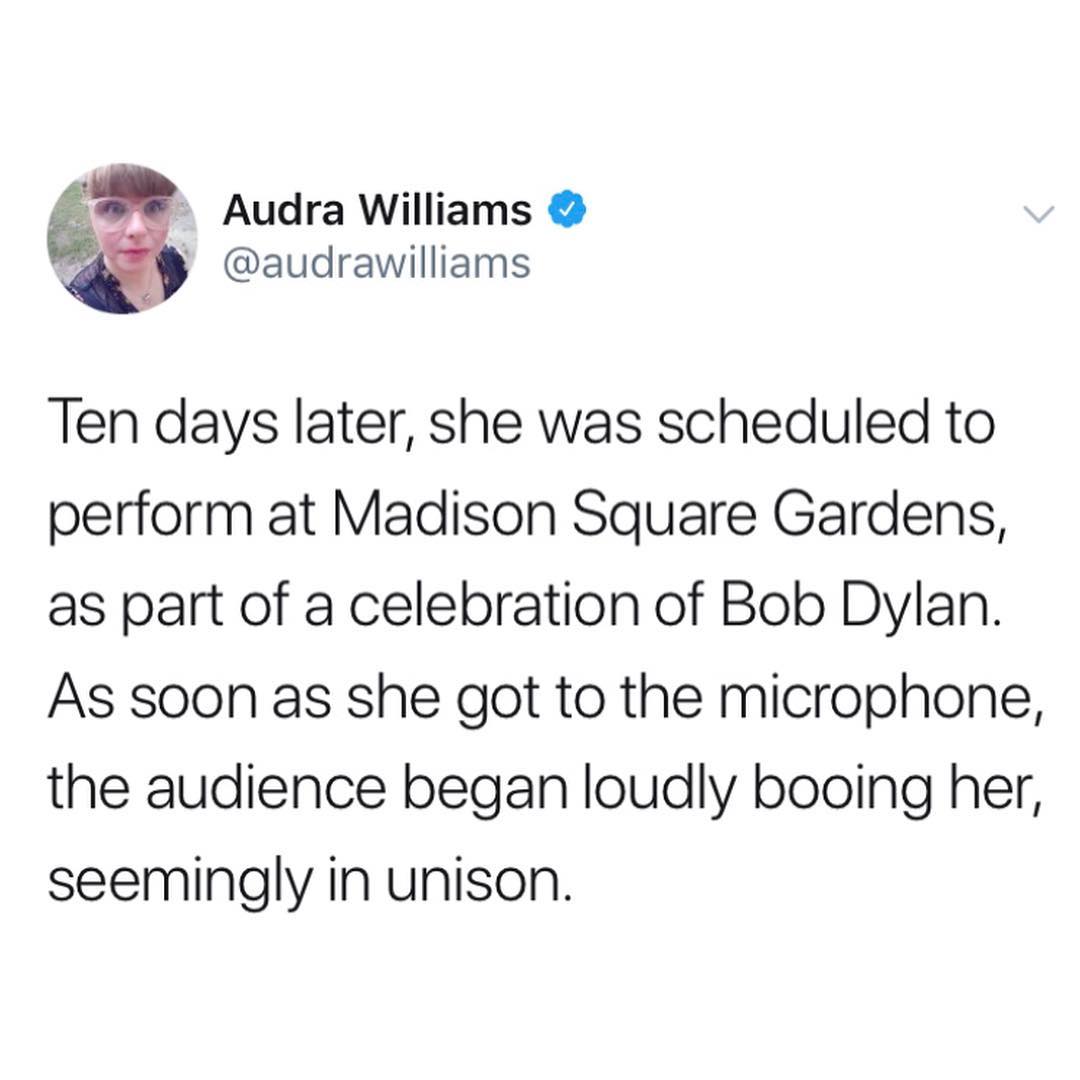 Audra Williams
@audrawilliams
Ten days later, she was scheduled to
perform at Madison Square Gardens,
as part of a celebration of Bob Dylan.
As soon as she got to the microphone,
the audience began loudly booing her,
seemingly in unison.